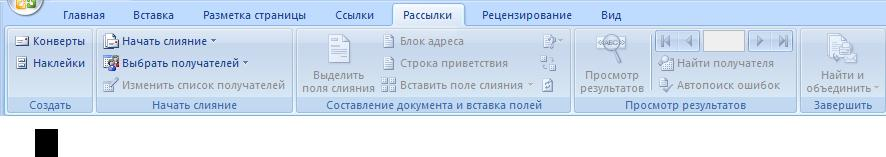 Главная Вставка Разметка страницы Ссылки Рассылки Рецензирование Вид
Конверты
Наклейки
Создать
Начать слияние
Выбрать получателей
Изменить список получателей
Начать слияние
Выделить
поля слияния
Блок адреса
Строка приветствия
Вставить поле слияния
Составление документа и вставка полей
ABC
Просмотр
результатов
Найти получателя
Автопоиск ошибок
Просмотр результатов
Найти и
объединить
Завершить